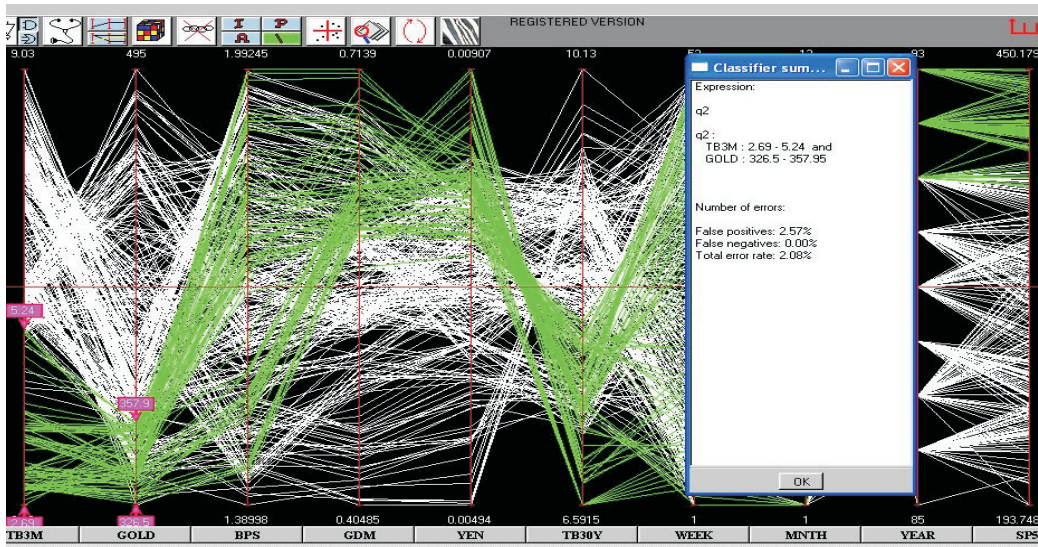 REGISTERED VERSION
I P
A \
9.03 495 1.99245 0.7139 0.00907 10.13 52 12 93 450.179
Classifier sum...
Expression:
q2
q2 :
TB3M : 2.69 - 5.24 and
GOLD : 326.5 - 357.95
Number of errors:
False positives: 2.57%
False negatives: 0.00%
Total error rate: 2.08%
OK
5.24
357.9
2.69 326.5 1.38998 0.40485 0.00494 6.5915 1 1 85 193.746
TB3M GOLD BPS GDM YEN TB30Y WEEK MNTH YEAR SP5